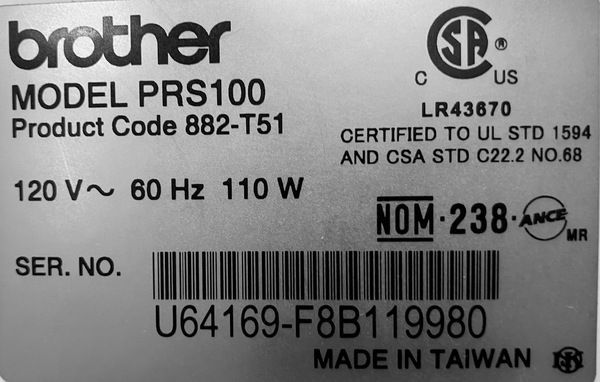 brother
MODEL PRS100
Product Code 882-T51
120 V~ 60 Hz 110 W
SA
®
C US
LR43670
CERTIFIED TO UL STD 1594
AND CSA STD C22.2 NO.68
NOM·238·ANCE
MR
SER. NO.
U64169-F8B119980
MADE IN TAIWAN